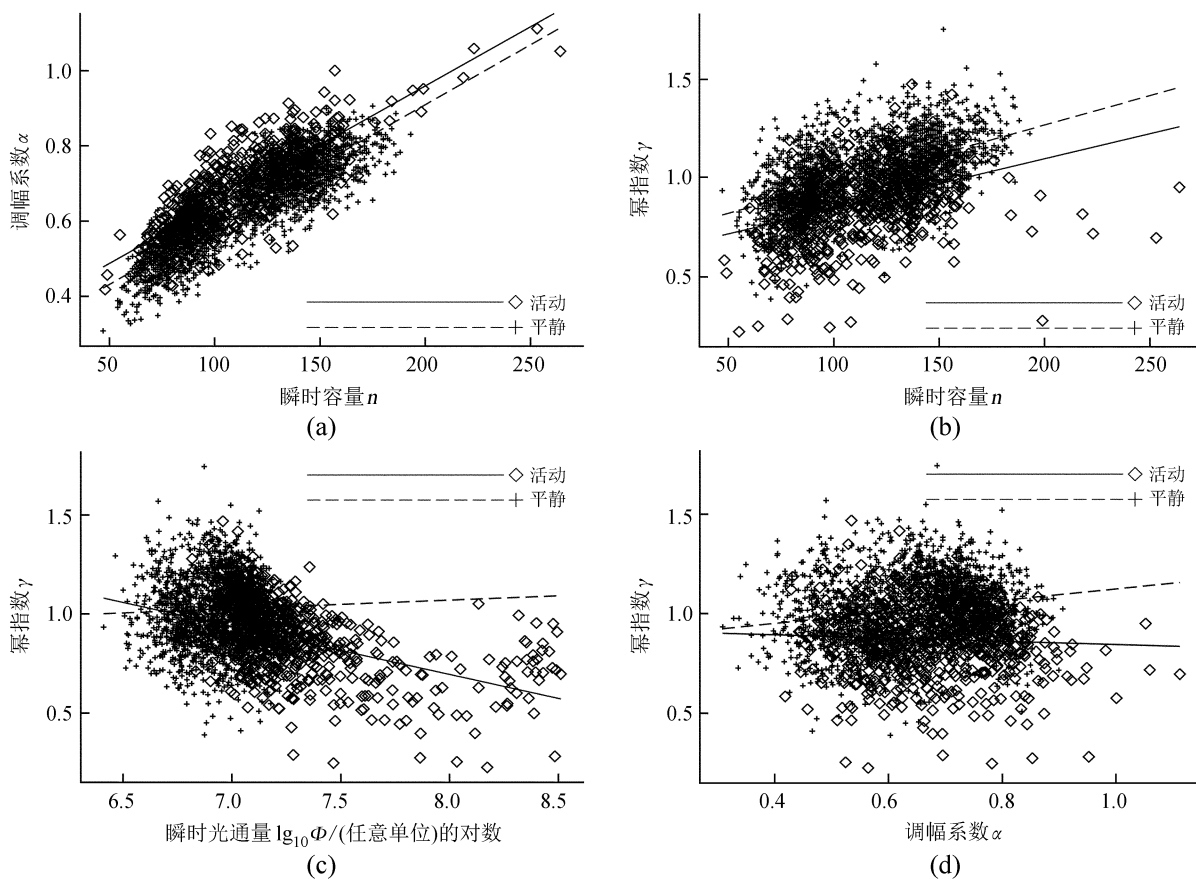 调幅系数α
1.0
0.8
0.6
0.4
50
100
150
200
250
活动
平静
瞬时容量n
(a)
幂指数γ
1.5
1.0
0.5
50
100
150
200
250
活动
平静
瞬时容量n
(b)
幂指数γ
1.5
1.0
0.5
6.5
7.0
7.5
8.0
8.5
活动
平静
瞬时光通量lg₁₀Φ/(任意单位)的对数
(c)
幂指数γ
1.5
1.0
0.5
0.4
0.6
0.8
1.0
活动
平静
调幅系数α
(d)